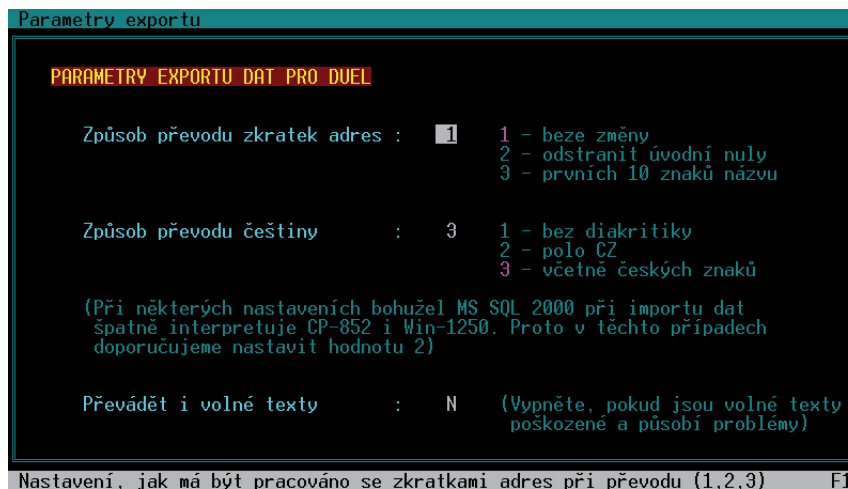 Parametry exportu
PARAMETRY EXPORTU DAT PRO DUEL
Způsob převodu zkratek adres : 1 1 - beze změny
2 - odstranit úvodní nuly
3 - prvních 10 znaků názvu
Způsob převodu češtiny : 3 1 - bez diakritiky
2 - polo CZ
3 - včetně českých znaků
(Při některých nastaveních bohužel MS SQL 2000 při importu dat
špatně interpretuje CP-852 i Win-1250. Proto v těchto případech
doporučujeme nastavit hodnotu 2)
Převádět i volné texty : N (Vypněte, pokud jsou volné texty
poškozené a působí problémy)
Nastavení, jak má být pracováno se zkratkami adres při převodu (1,2,3) F1